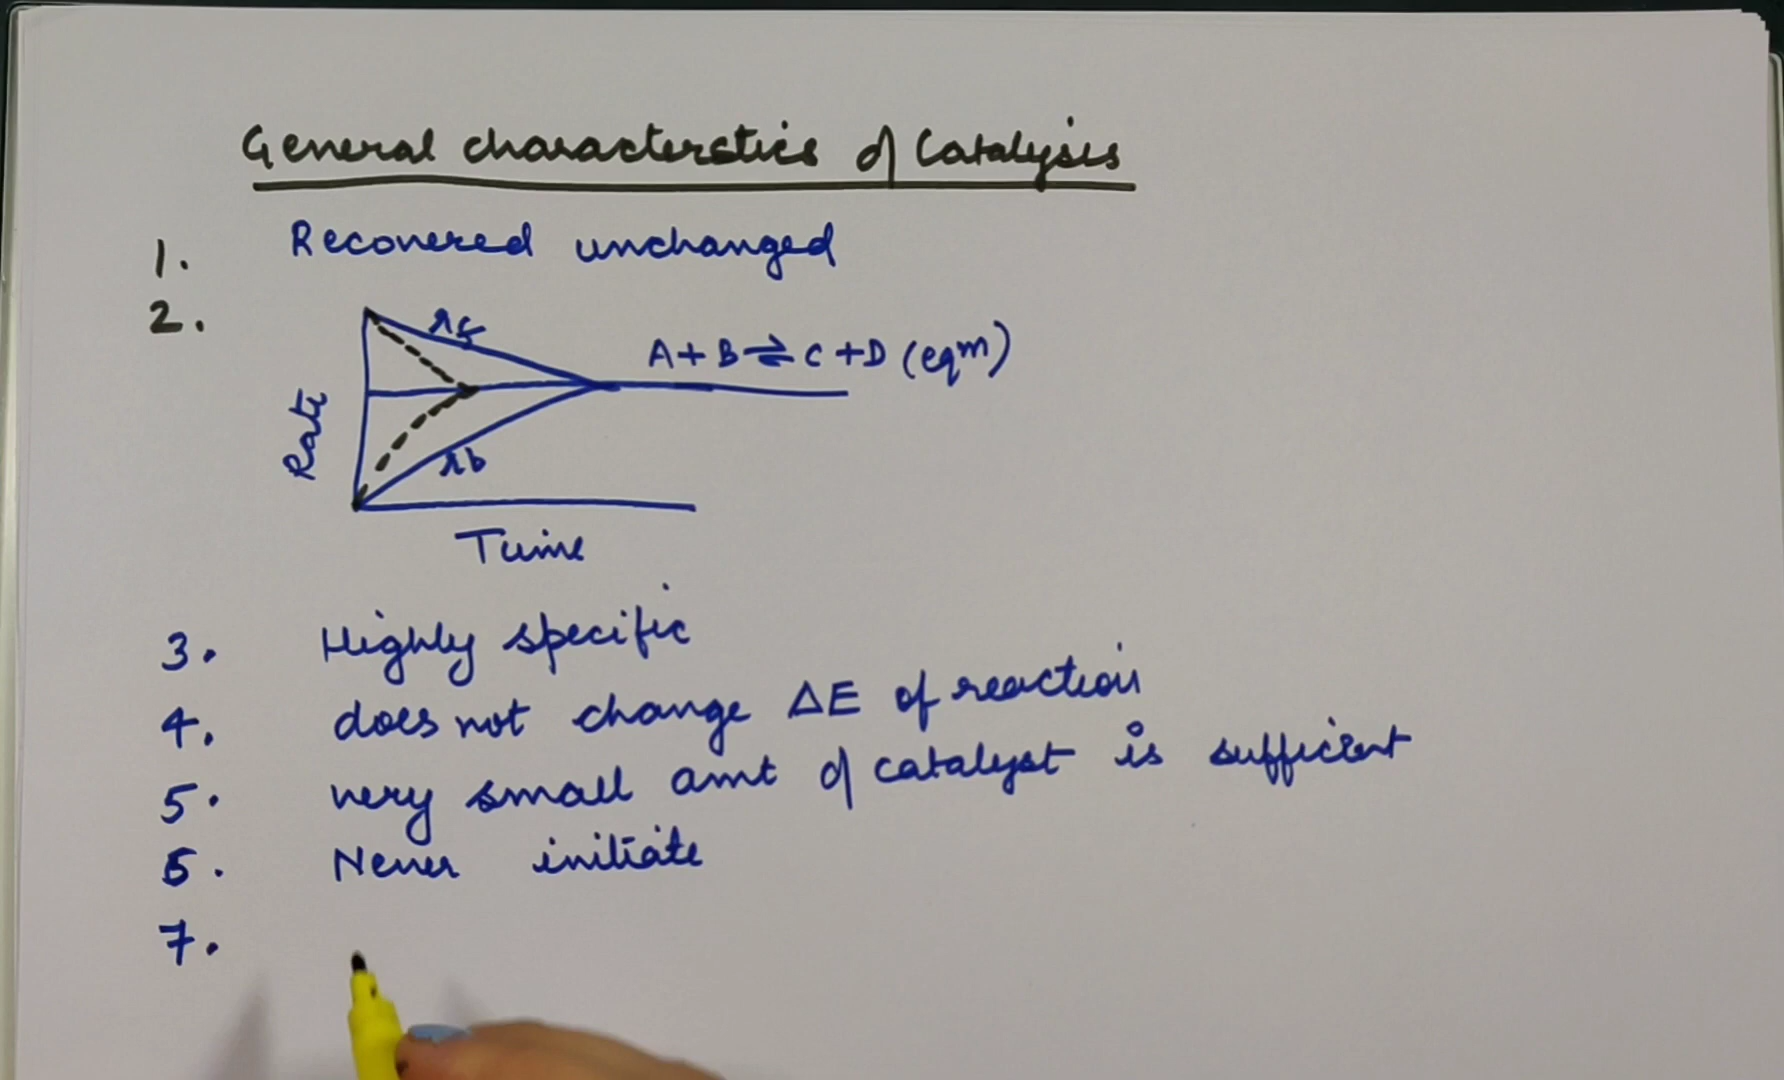 General characterstics of Catalysis
1. Recovered unchanged
2.
rf
A + B ⇌ C + D (eqm)
Rate
rb
Time
3. Highly specific
4. does not change ΔE of reaction
5. very small amt of catalyst is sufficient
6. Never initiate
7.